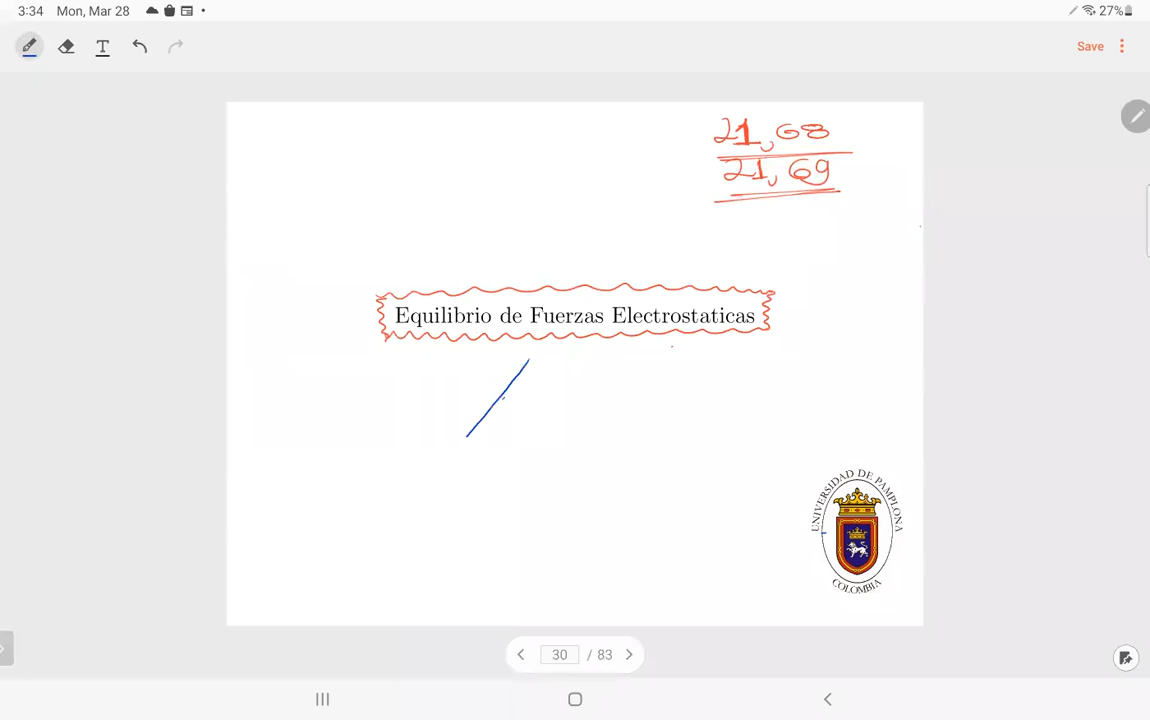 3:34 Mon, Mar 28
27%
T
Save
21,68
21,69
Equilibrio de Fuerzas Electrostaticas
UNIVERSIDAD DE PAMPLONA
COLOMBIA
30 / 83